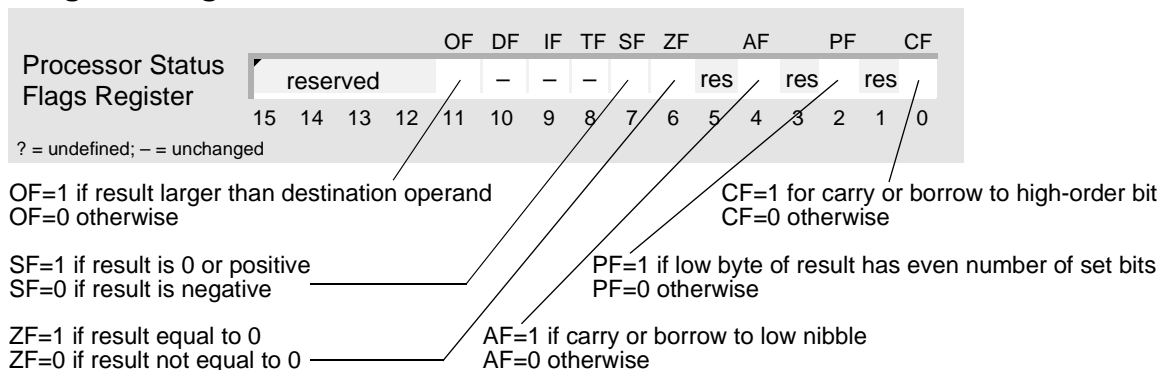 OF DF IF TF SF ZF AF PF CF
Processor Status
Flags Register
reserved – – – res res res
15 14 13 12 11 10 9 8 7 6 5 4 3 2 1 0
? = undefined; – = unchanged
OF=1 if result larger than destination operand
OF=0 otherwise
CF=1 for carry or borrow to high-order bit
CF=0 otherwise
SF=1 if result is 0 or positive
SF=0 if result is negative
PF=1 if low byte of result has even number of set bits
PF=0 otherwise
ZF=1 if result equal to 0
ZF=0 if result not equal to 0
AF=1 if carry or borrow to low nibble
AF=0 otherwise